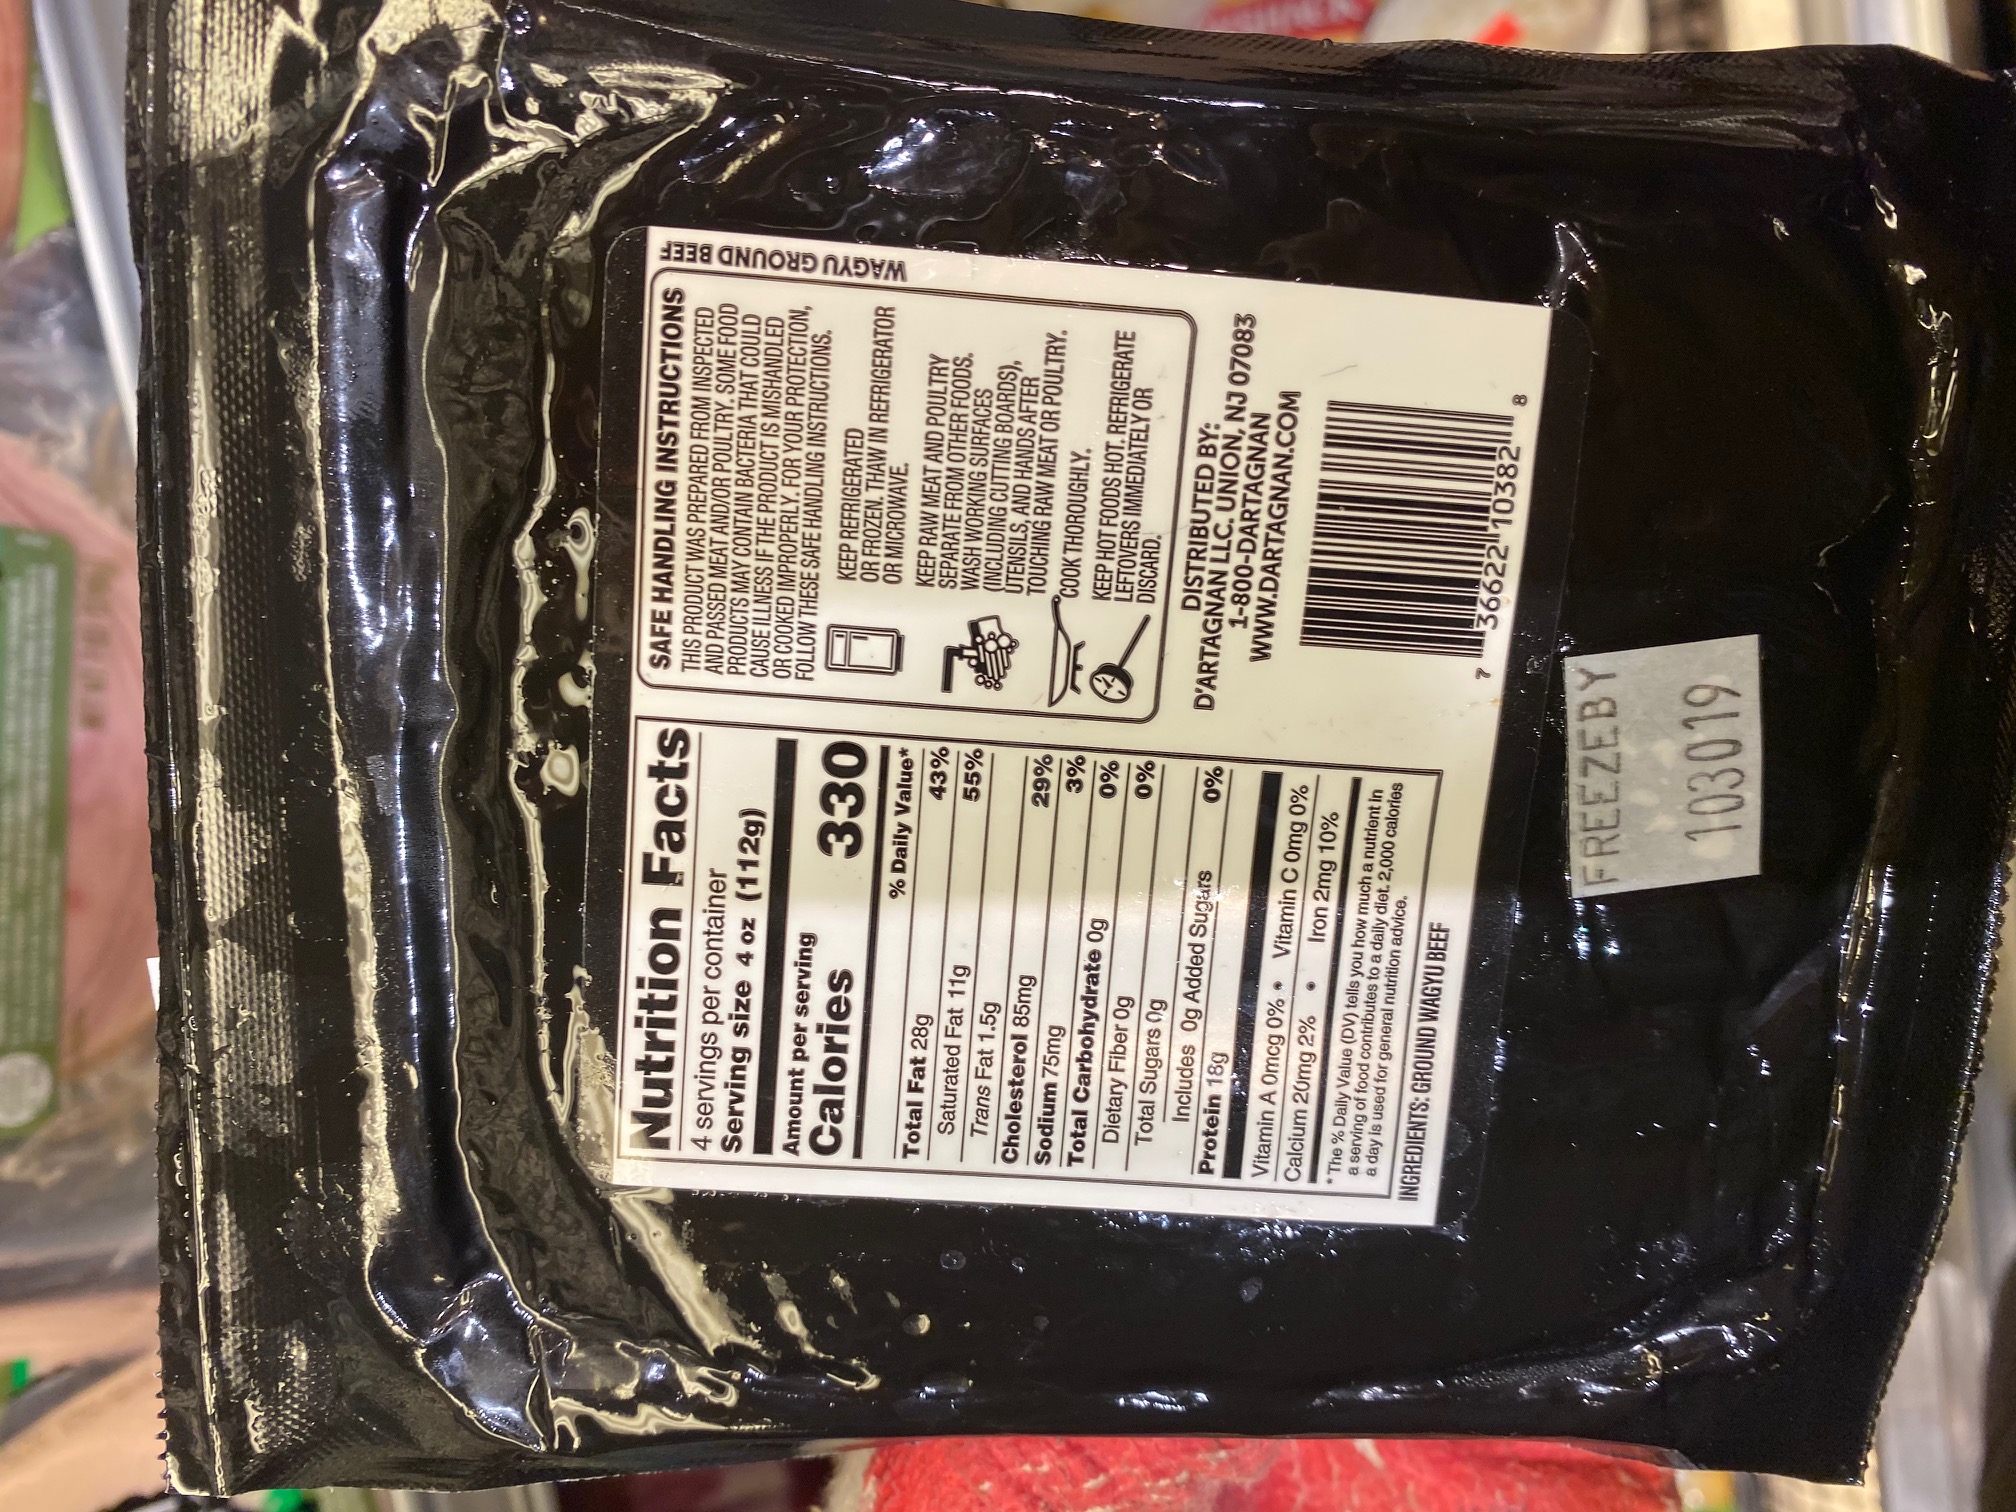 Nutrition Facts
4 servings per container
Serving size 4 oz (112g)
Amount per serving
Calories 330
% Daily Value*
Total Fat 28g 43%
Saturated Fat 11g 55%
Trans Fat 1.5g
Cholesterol 85mg 29%
Sodium 75mg 3%
Total Carbohydrate 0g 0%
Dietary Fiber 0g 0%
Total Sugars 0g
Includes 0g Added Sugars 0%
Protein 18g
Vitamin A 0mcg 0% • Vitamin C 0mg 0%
Calcium 20mg 2% • Iron 2mg 10%
* The % Daily Value (DV) tells you how much a nutrient in
a serving of food contributes to a daily diet. 2,000 calories
a day is used for general nutrition advice.
INGREDIENTS: GROUND WAGYU BEEF
SAFE HANDLING INSTRUCTIONS
THIS PRODUCT WAS PREPARED FROM INSPECTED
AND PASSED MEAT AND/OR POULTRY. SOME FOOD
PRODUCTS MAY CONTAIN BACTERIA THAT COULD
CAUSE ILLNESS IF THE PRODUCT IS MISHANDLED
OR COOKED IMPROPERLY. FOR YOUR PROTECTION,
FOLLOW THESE SAFE HANDLING INSTRUCTIONS.
KEEP REFRIGERATED
OR FROZEN. THAW IN REFRIGERATOR
OR MICROWAVE.
KEEP RAW MEAT AND POULTRY
SEPARATE FROM OTHER FOODS.
WASH WORKING SURFACES
(INCLUDING CUTTING BOARDS),
UTENSILS, AND HANDS AFTER
TOUCHING RAW MEAT OR POULTRY.
COOK THOROUGHLY.
KEEP HOT FOODS HOT. REFRIGERATE
LEFTOVERS IMMEDIATELY OR
DISCARD.
WAGYU GROUND BEEF
DISTRIBUTED BY:
D'ARTAGNAN LLC. UNION, NJ 07083
1-800-DARTAGNAN
WWW.DARTAGNAN.COM
7 36622 10382 8
FREEZEBY
103019